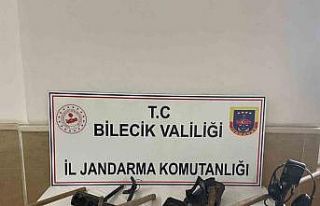 T.C
BİLECİK VALİLİĞİ
İL JANDARMA KOMUTANLIĞI